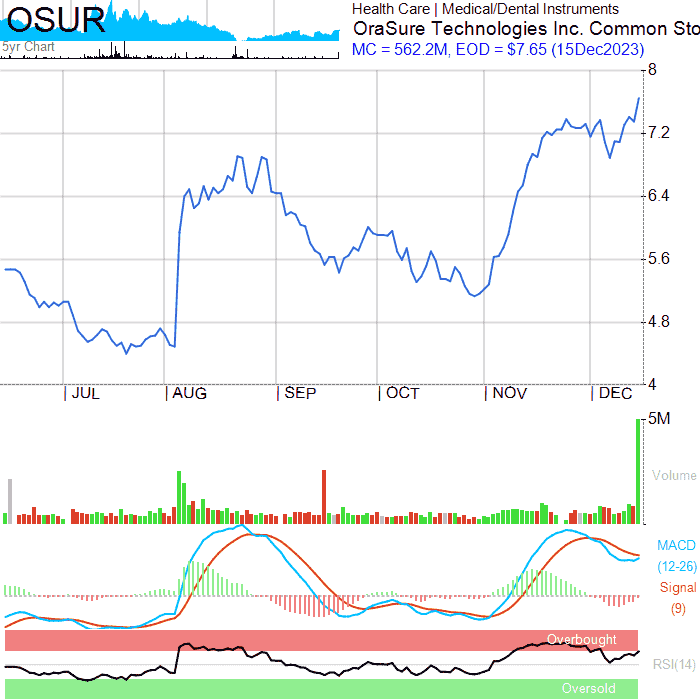 OSUR
5yr Chart
Health Care | Medical/Dental Instruments
OraSure Technologies Inc. Common Sto
MC = 562.2M, EOD = $7.65 (15Dec2023)
8
7.2
6.4
5.6
4.8
4
| JUL | AUG | SEP | OCT | NOV | DEC
5M
Volume
MACD
(12-26)
Signal
(9)
Overbought
RSI(14)
Oversold